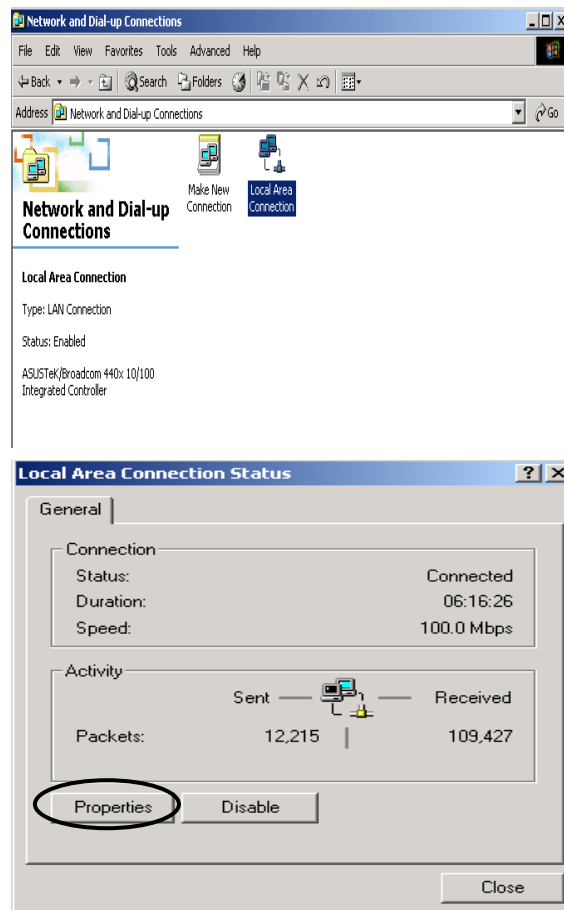 Network and Dial-up Connections
File Edit View Favorites Tools Advanced Help
Back Search Folders
Address Network and Dial-up Connections Go
Make New Connection
Local Area Connection
Network and Dial-up
Connections
Local Area Connection
Type: LAN Connection
Status: Enabled
ASUSTeK/Broadcom 440x 10/100
Integrated Controller
Local Area Connection Status
General
Connection
Status: Connected
Duration: 06:16:26
Speed: 100.0 Mbps
Activity
Sent Received
Packets: 12,215 109,427
Properties Disable
Close